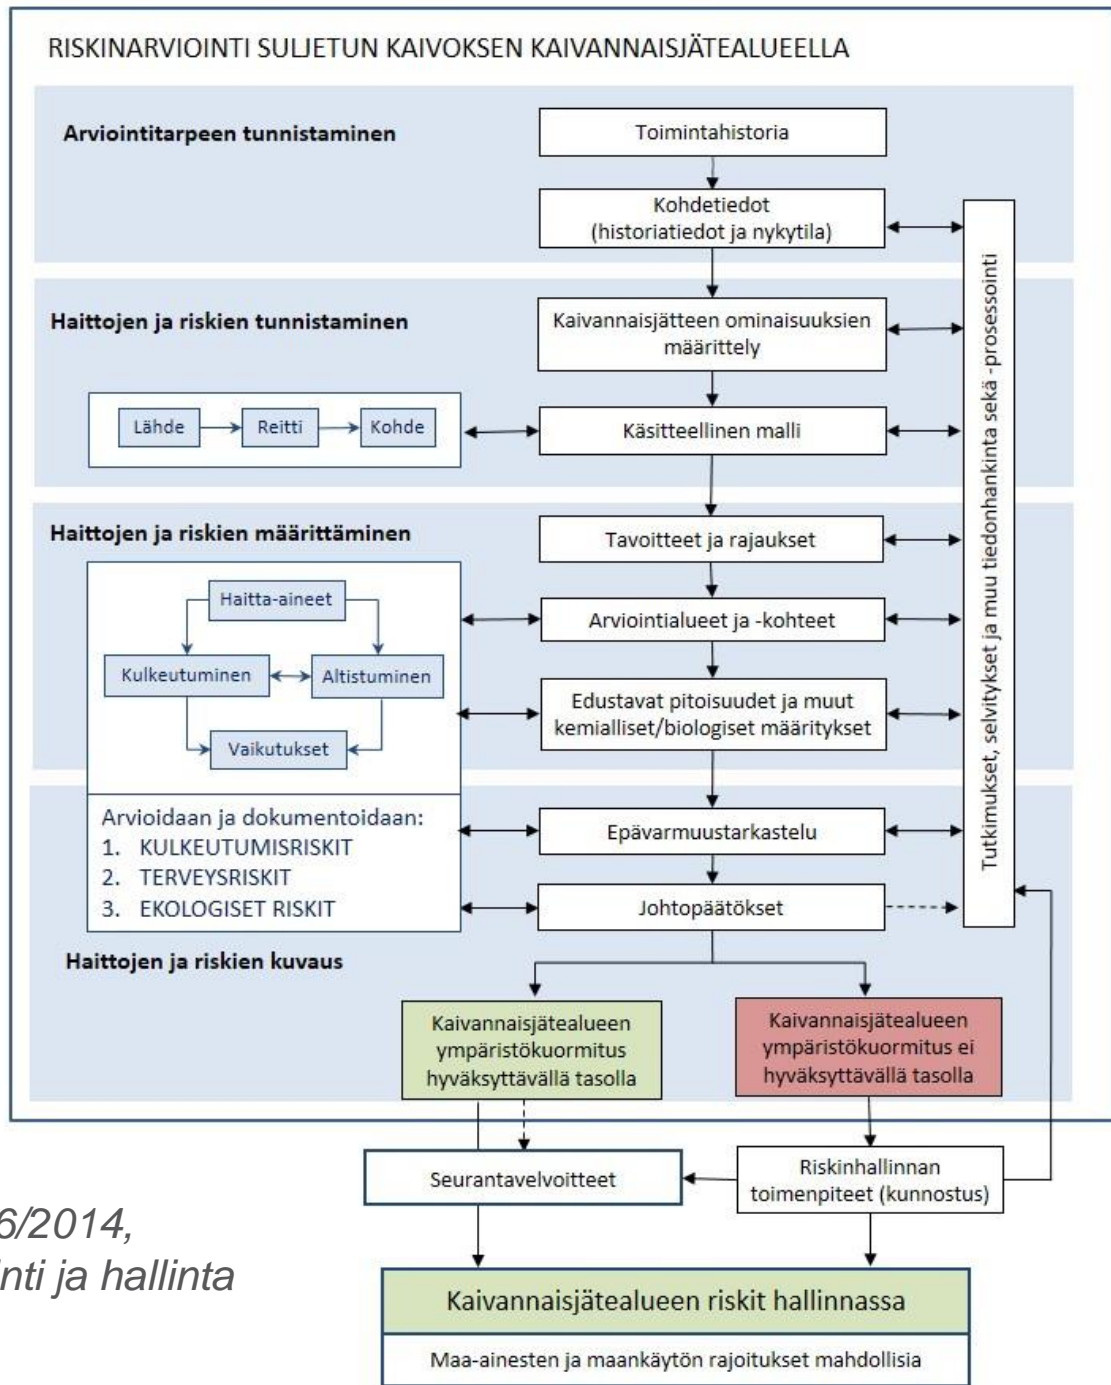 RISKINARVIOINTI SULJETUN KAIVOKSEN KAIVANNAISJÄTEALUEELLA
Arviointitarpeen tunnistaminen
Toimintahistoria
Kohdetiedot
(historiatiedot ja nykytila)
Haittojen ja riskien tunnistaminen
Kaivannaisjätteen ominaisuuksien
määrittely
Lähde
Reitti
Kohde
Käsitteellinen malli
Haittojen ja riskien määrittäminen
Tavoitteet ja rajaukset
Haitta-aineet
Arviointialueet ja -kohteet
Kulkeutuminen
Altistuminen
Edustavat pitoisuudet ja muut
kemialliset/biologiset määritykset
Vaikutukset
Arvioidaan ja dokumentoidaan:
1. KULKEUTUMISRISKIT
2. TERVEYSRISKIT
3. EKOLOGISET RISKIT
Epävarmuustarkastelu
Johtopäätökset
Tutkimukset, selvitykset ja muu tiedonhankinta sekä -prosessointi
Haittojen ja riskien kuvaus
Kaivannaisjätealueen
ympäristökuormitus
hyväksyttävällä tasolla
Kaivannaisjätealueen
ympäristökuormitus ei
hyväksyttävällä tasolla
Seurantavelvoitteet
Riskinhallinnan
toimenpiteet (kunnostus)
6/2014,
nti ja hallinta
Kaivannaisjätealueen riskit hallinnassa
Maa-ainesten ja maankäytön rajoitukset mahdollisia